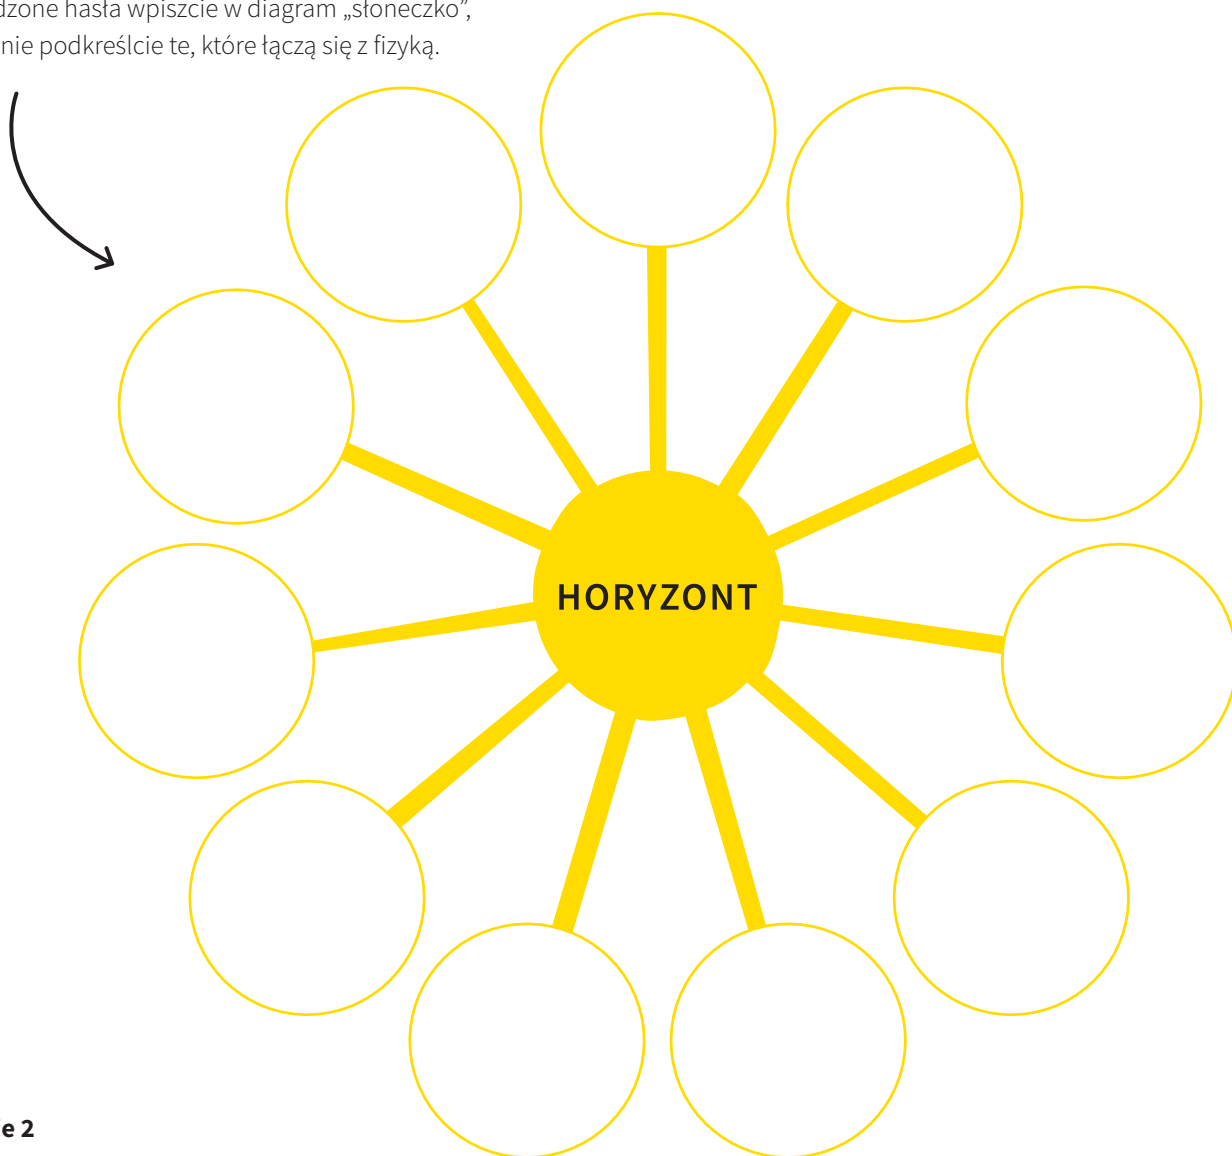 dzone hasła wpiszcie w diagram „słoneczko”,
nie podkreślcie te, które łączą się z fizyką.
HORYZONT
e 2